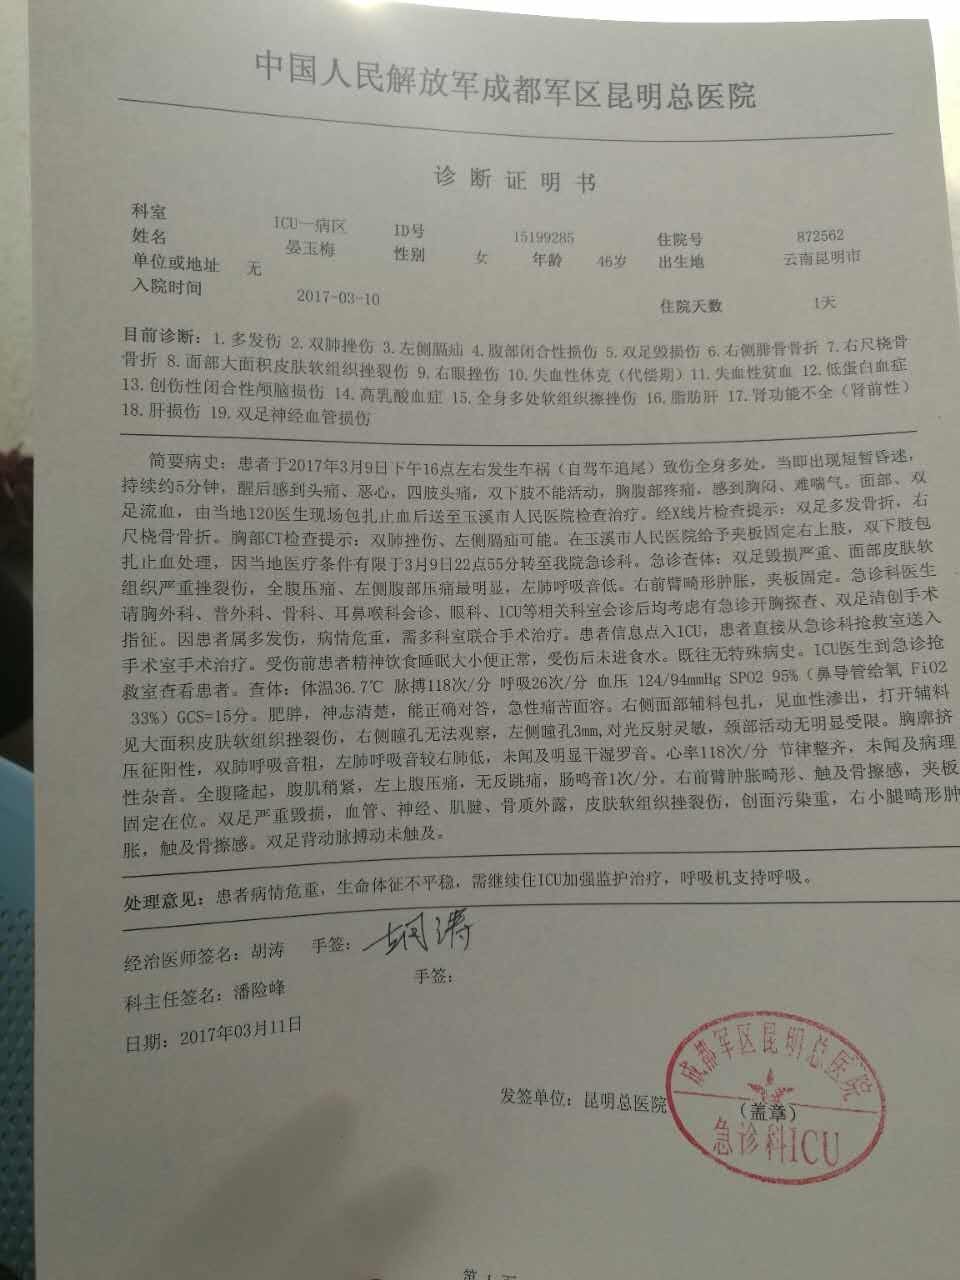 中国人民解放军成都军区昆明总医院
诊断证明书
科室 ICU一病区 ID号 15199285 住院号 872562
姓名 晏玉梅 性别 女 年龄 46岁 出生地 云南昆明市
单位或地址 无
入院时间 2017-03-10 住院天数 1天
目前诊断：1.多发伤 2.双肺挫伤 3.左侧膈疝 4.腹部闭合性损伤 5.双足毁损伤 6.右侧腓骨骨折 7.右尺桡骨
骨折 8.面部大面积皮肤软组织挫裂伤 9.右眼挫伤 10.失血性休克（代偿期）11.失血性贫血 12.低蛋白血症
13.创伤性闭合性颅脑损伤 14.高乳酸血症 15.全身多处软组织擦挫伤 16.脂肪肝 17.肾功能不全（肾前性）
18.肝损伤 19.双足神经血管损伤
简要病史：患者于2017年3月9日下午16点左右发生车祸（自驾车追尾）致伤全身多处，当即出现短暂昏迷，
持续约5分钟，醒后感到头痛、恶心，四肢头痛，双下肢不能活动，胸腹部疼痛，感到胸闷、难喘气。面部、双
足流血，由当地120医生现场包扎止血后送至玉溪市人民医院检查治疗。经X线片检查提示：双足多发骨折，右
尺桡骨骨折。胸部CT检查提示：双肺挫伤、左侧膈疝可能。在玉溪市人民医院给予夹板固定右上肢，双下肢包
扎止血处理，因当地医疗条件有限于3月9日22点55分转至我院急诊科。急诊查体：双足毁损严重、面部皮肤软
组织严重挫裂伤，全腹压痛、左侧腹部压痛最明显，左肺呼吸音低。右前臂畸形肿胀，夹板固定。急诊科医生
请胸外科、普外科、骨科、耳鼻喉科会诊、眼科、ICU等相关科室会诊后均考虑有急诊开胸探查、双足清创手术
指征。因患者属多发伤，病情危重，需多科室联合手术治疗。患者信息点入ICU，患者直接从急诊科抢救室送入
手术室手术治疗。受伤前患者精神饮食睡眠大小便正常，受伤后未进食水。既往无特殊病史。ICU医生到急诊抢
救室查看患者。查体：体温36.7℃ 脉搏118次/分 呼吸26次/分 血压 124/94mmHg SPO2 95%（鼻导管给氧 FiO2
33%）GCS=15分。肥胖，神志清楚，能正确对答，急性痛苦面容。右侧面部辅料包扎，见血性渗出，打开辅料
见大面积皮肤软组织挫裂伤，右侧瞳孔无法观察，左侧瞳孔3mm,对光反射灵敏，颈部活动无明显受限。胸廓挤
压征阳性，双肺呼吸音粗，左肺呼吸音较右肺低，未闻及明显干湿罗音。心率118次/分 节律整齐，未闻及病理
性杂音。全腹隆起，腹肌稍紧，左上腹压痛，无反跳痛，肠鸣音1次/分。右前臂肿胀畸形、触及骨擦感，夹板
固定在位。双足严重毁损，血管、神经、肌腱、骨质外露，皮肤软组织挫裂伤，创面污染重，右小腿畸形肿
胀，触及骨擦感。双足背动脉搏动未触及。
处理意见：患者病情危重，生命体征不平稳，需继续住ICU加强监护治疗，呼吸机支持呼吸。
经治医师签名：胡涛 手签：胡涛
科主任签名：潘险峰 手签：
日期：2017年03月11日
发签单位：昆明总医院 （盖章）
成都军区昆明总医院
急诊科ICU